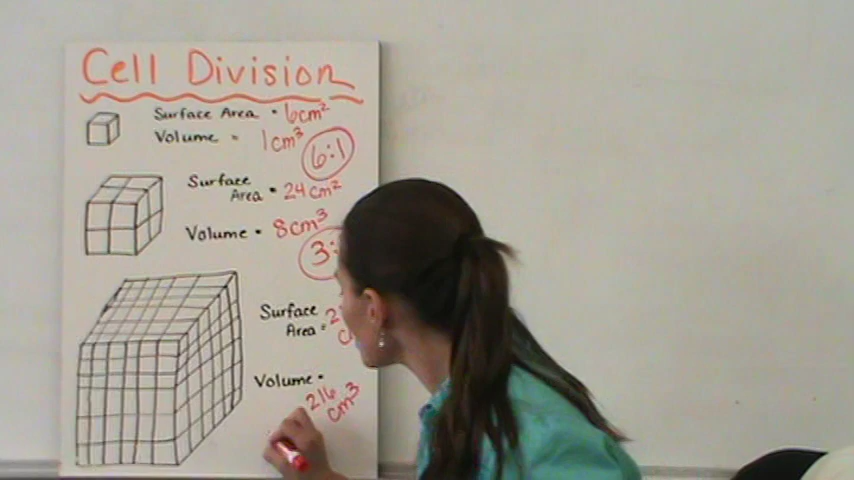 Cell Division
Surface Area = 6cm²
Volume = 1cm³
6:1
Surface
Area = 24cm²
Volume = 8cm³
3:
Surface
Area =
Volume =
216
cm³